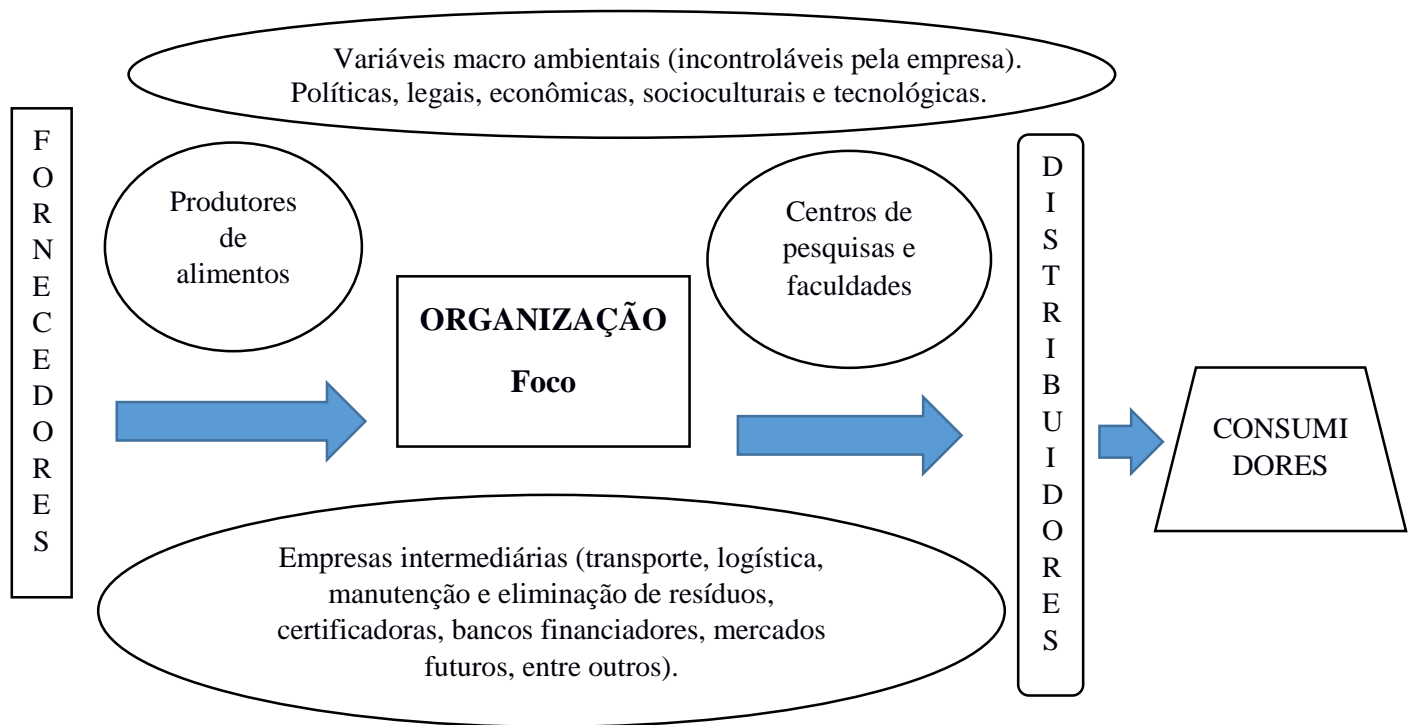 Variáveis macro ambientais (incontroláveis pela empresa).
Políticas, legais, econômicas, socioculturais e tecnológicas.
F
O
R
N
E
C
E
D
O
R
E
S
Produtores
de
alimentos
ORGANIZAÇÃO
Foco
Centros de
pesquisas e
faculdades
D
I
S
T
R
I
B
U
I
D
O
R
E
S
CONSUMI
DORES
Empresas intermediárias (transporte, logística,
manutenção e eliminação de resíduos,
certificadoras, bancos financiadores, mercados
futuros, entre outros).